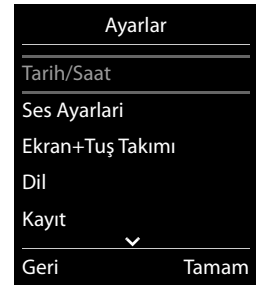 Ayarlar
Tarih/Saat
Ses Ayarlari
Ekran+Tuş Takımı
Dil
Kayıt
Geri Tamam